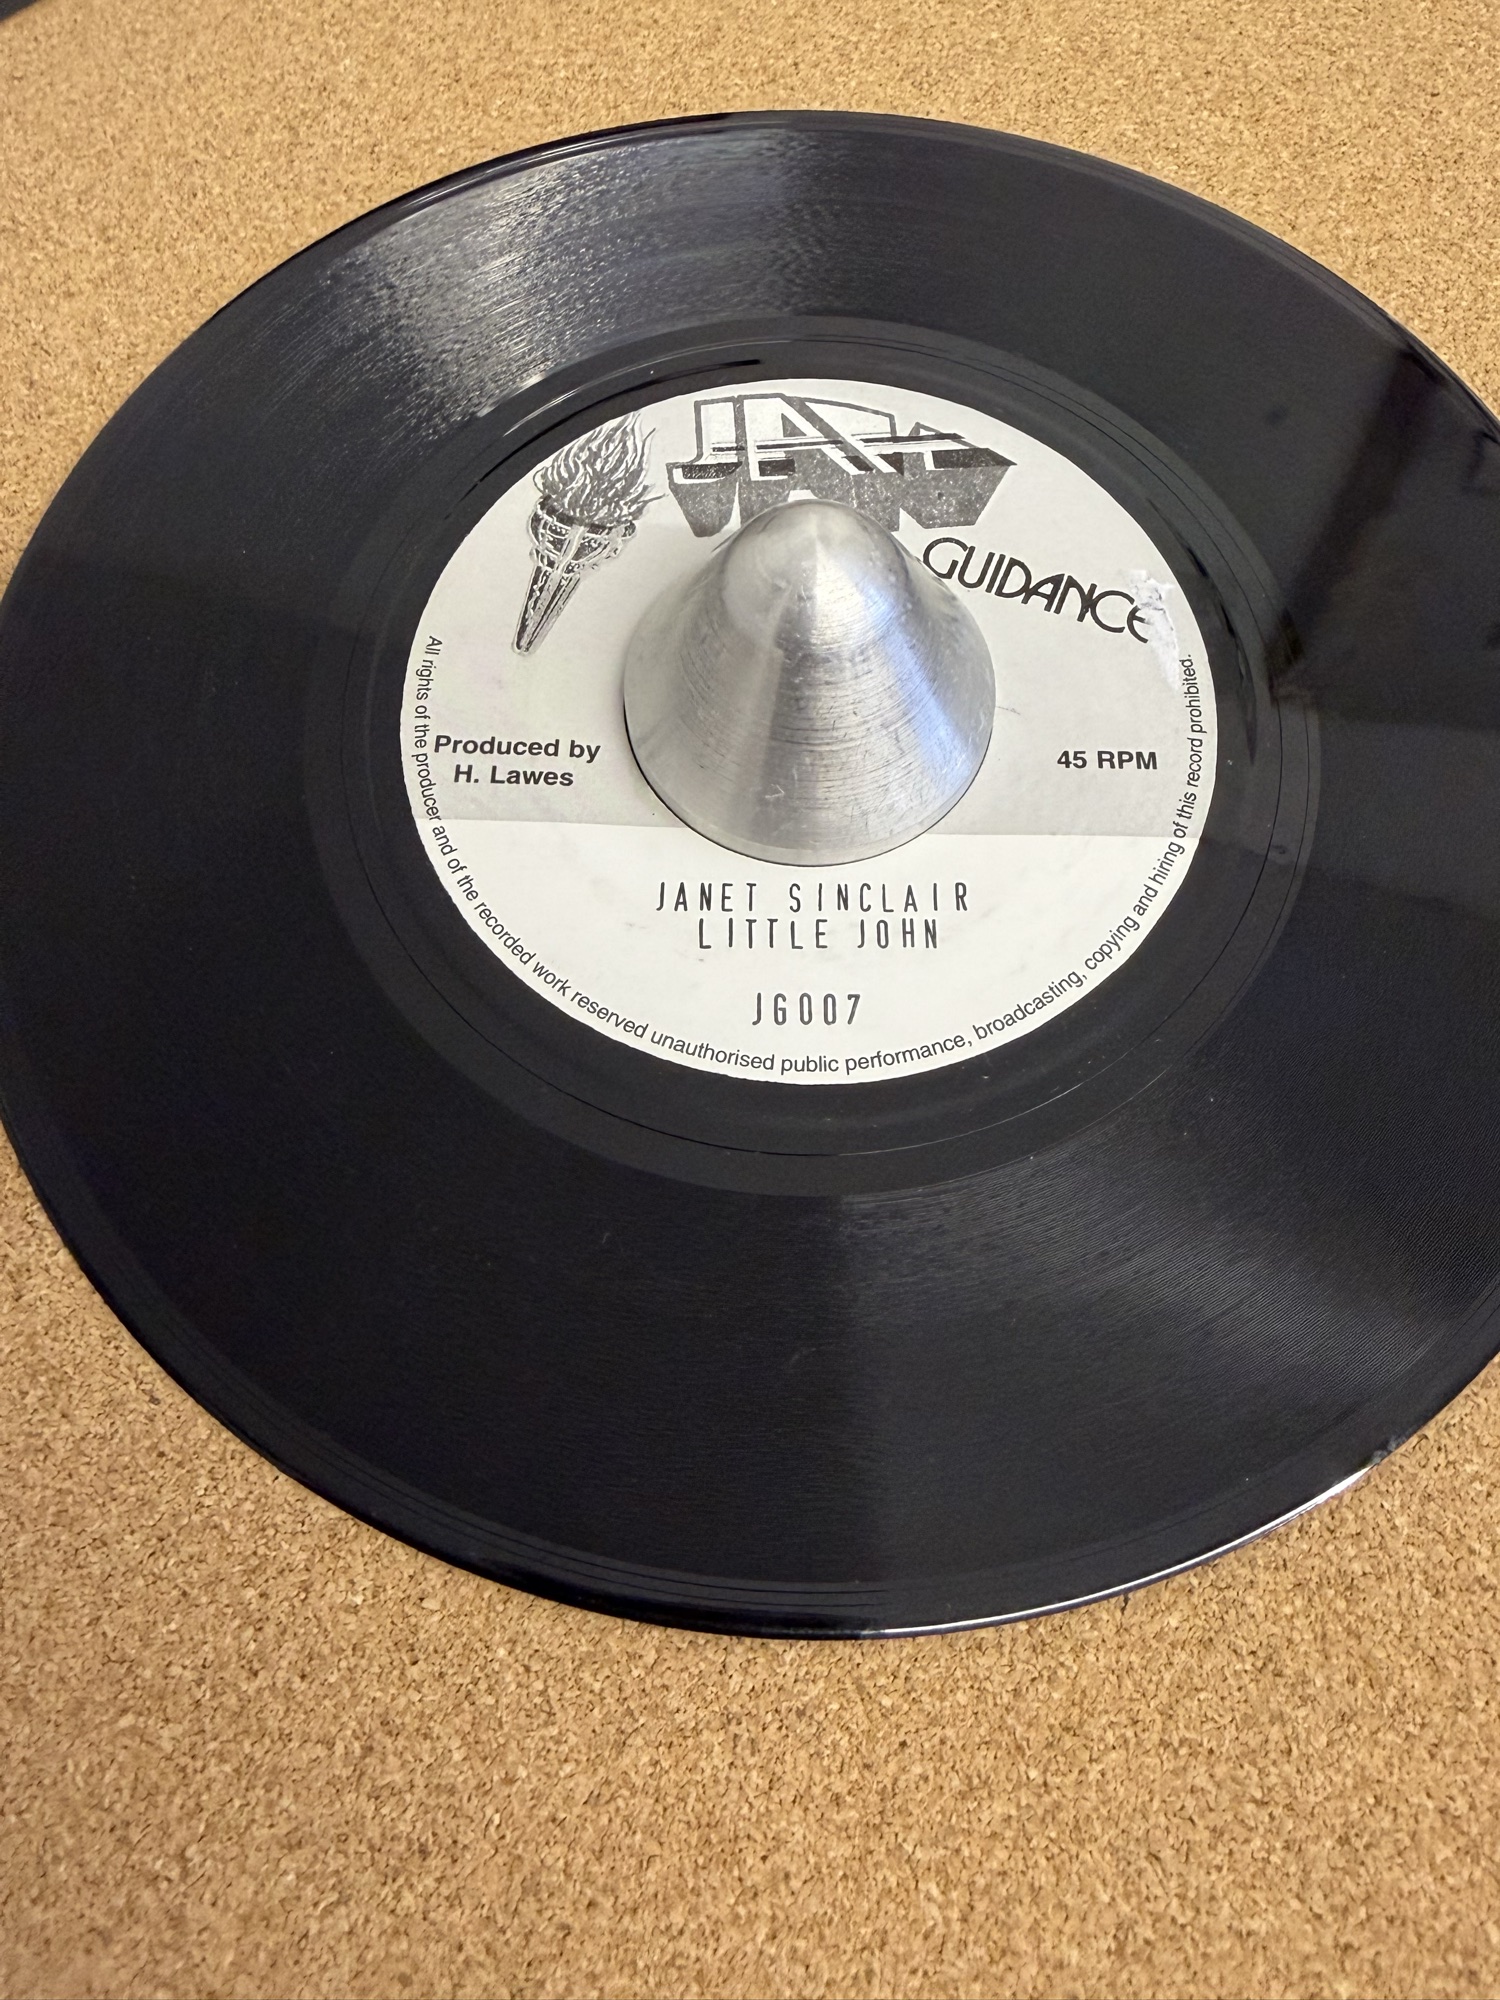 JAH
GUIDANCE
Produced by
H. Lawes
45 RPM
JANET SINCLAIR
LITTLE JOHN
JG007
All rights of the producer and of the recorded work reserved unauthorised public performance, broadcasting, copying and hiring of this record prohibited.